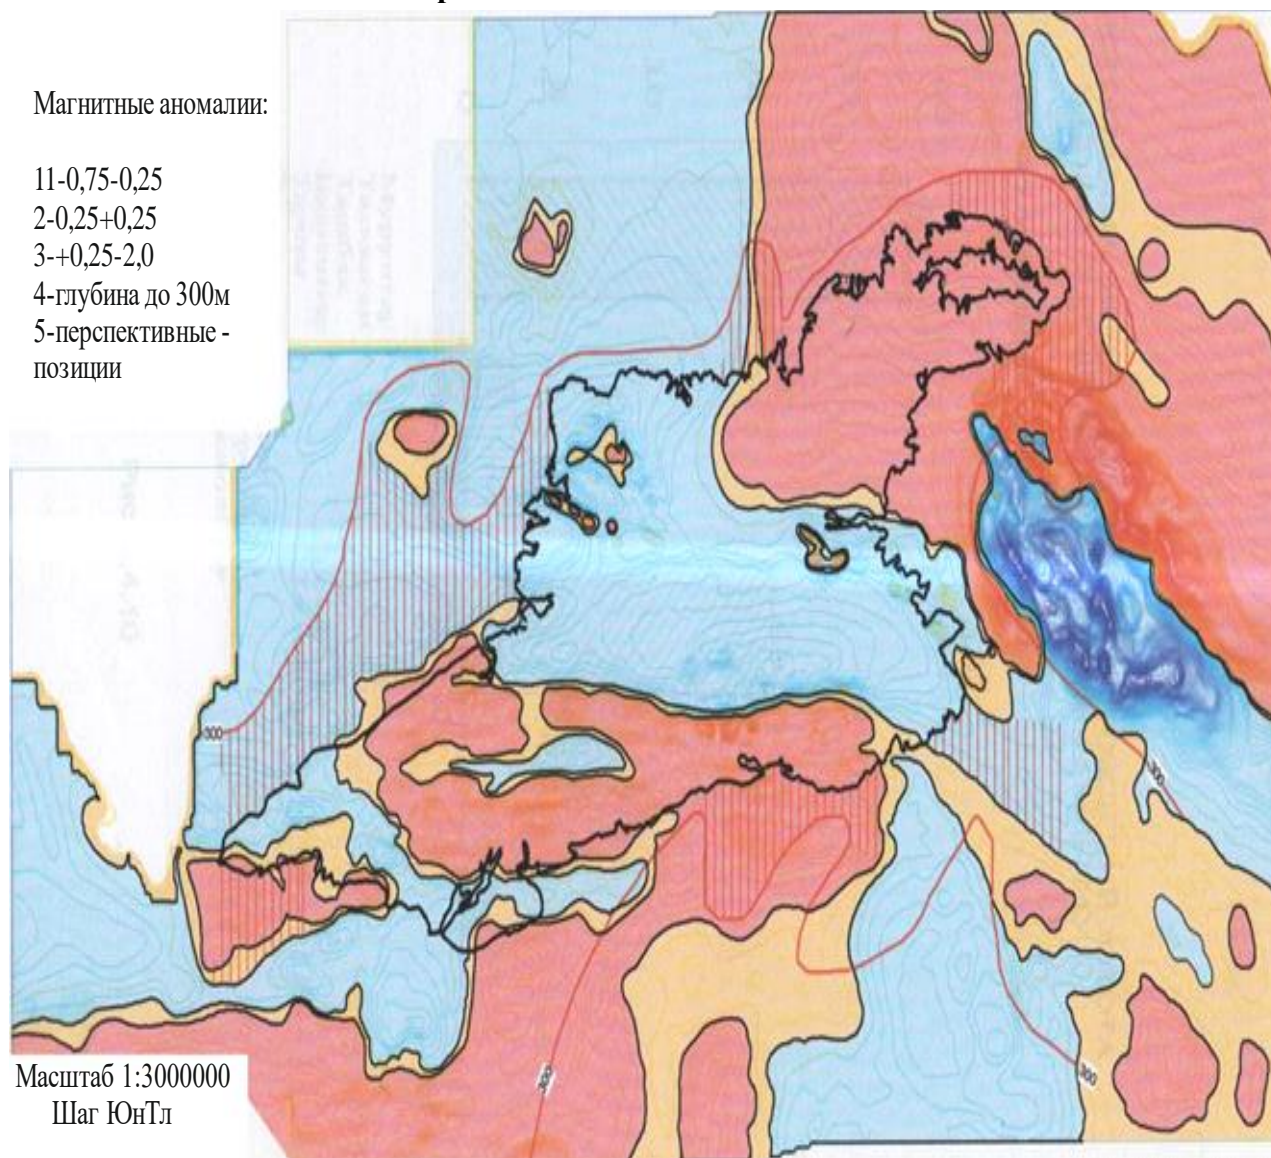 Магнитные аномалии:
11-0,75-0,25
2-0,25+0,25
3-+0,25-2,0
4-глубина до 300м
5-перспективные -
позиции
300
300
300
300
Масштаб 1:3000000
Шаг ЮнТл